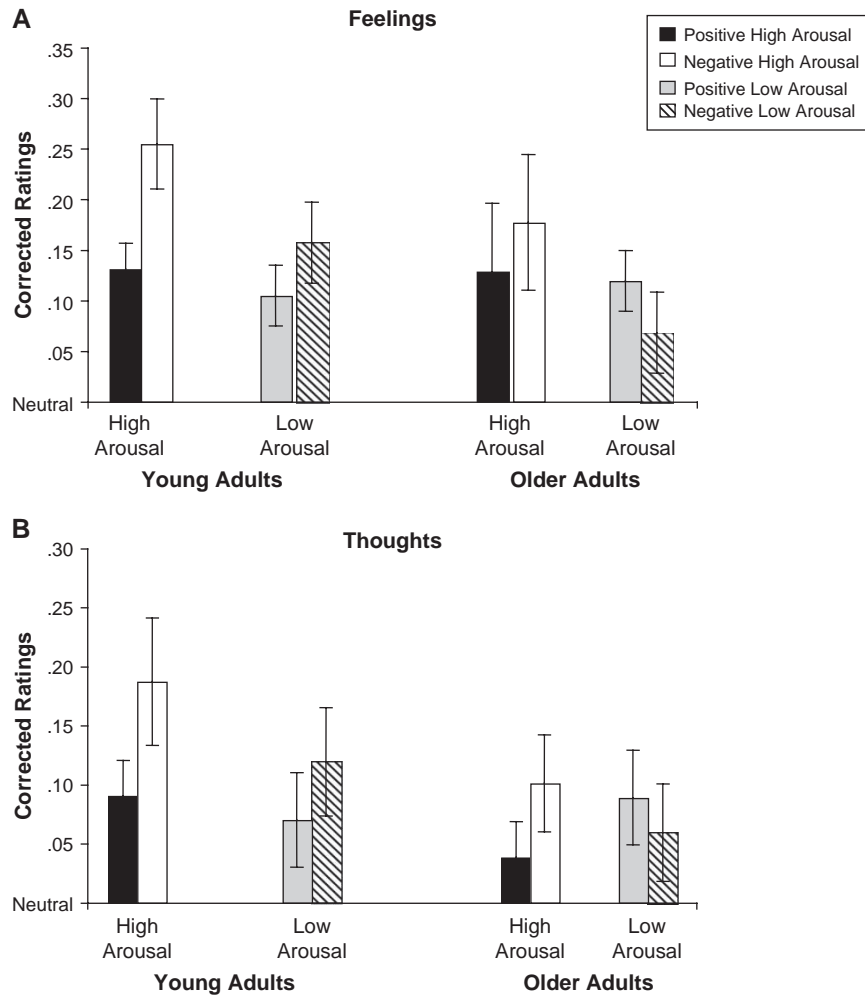 A
Feelings
Positive High Arousal
Negative High Arousal
Positive Low Arousal
Negative Low Arousal
Corrected Ratings
.35
.30
.25
.20
.15
.10
.05
Neutral
High
Arousal
Low
Arousal
High
Arousal
Low
Arousal
Young Adults
Older Adults
B
Thoughts
Corrected Ratings
.30
.25
.20
.15
.10
.05
Neutral
High
Arousal
Low
Arousal
High
Arousal
Low
Arousal
Young Adults
Older Adults